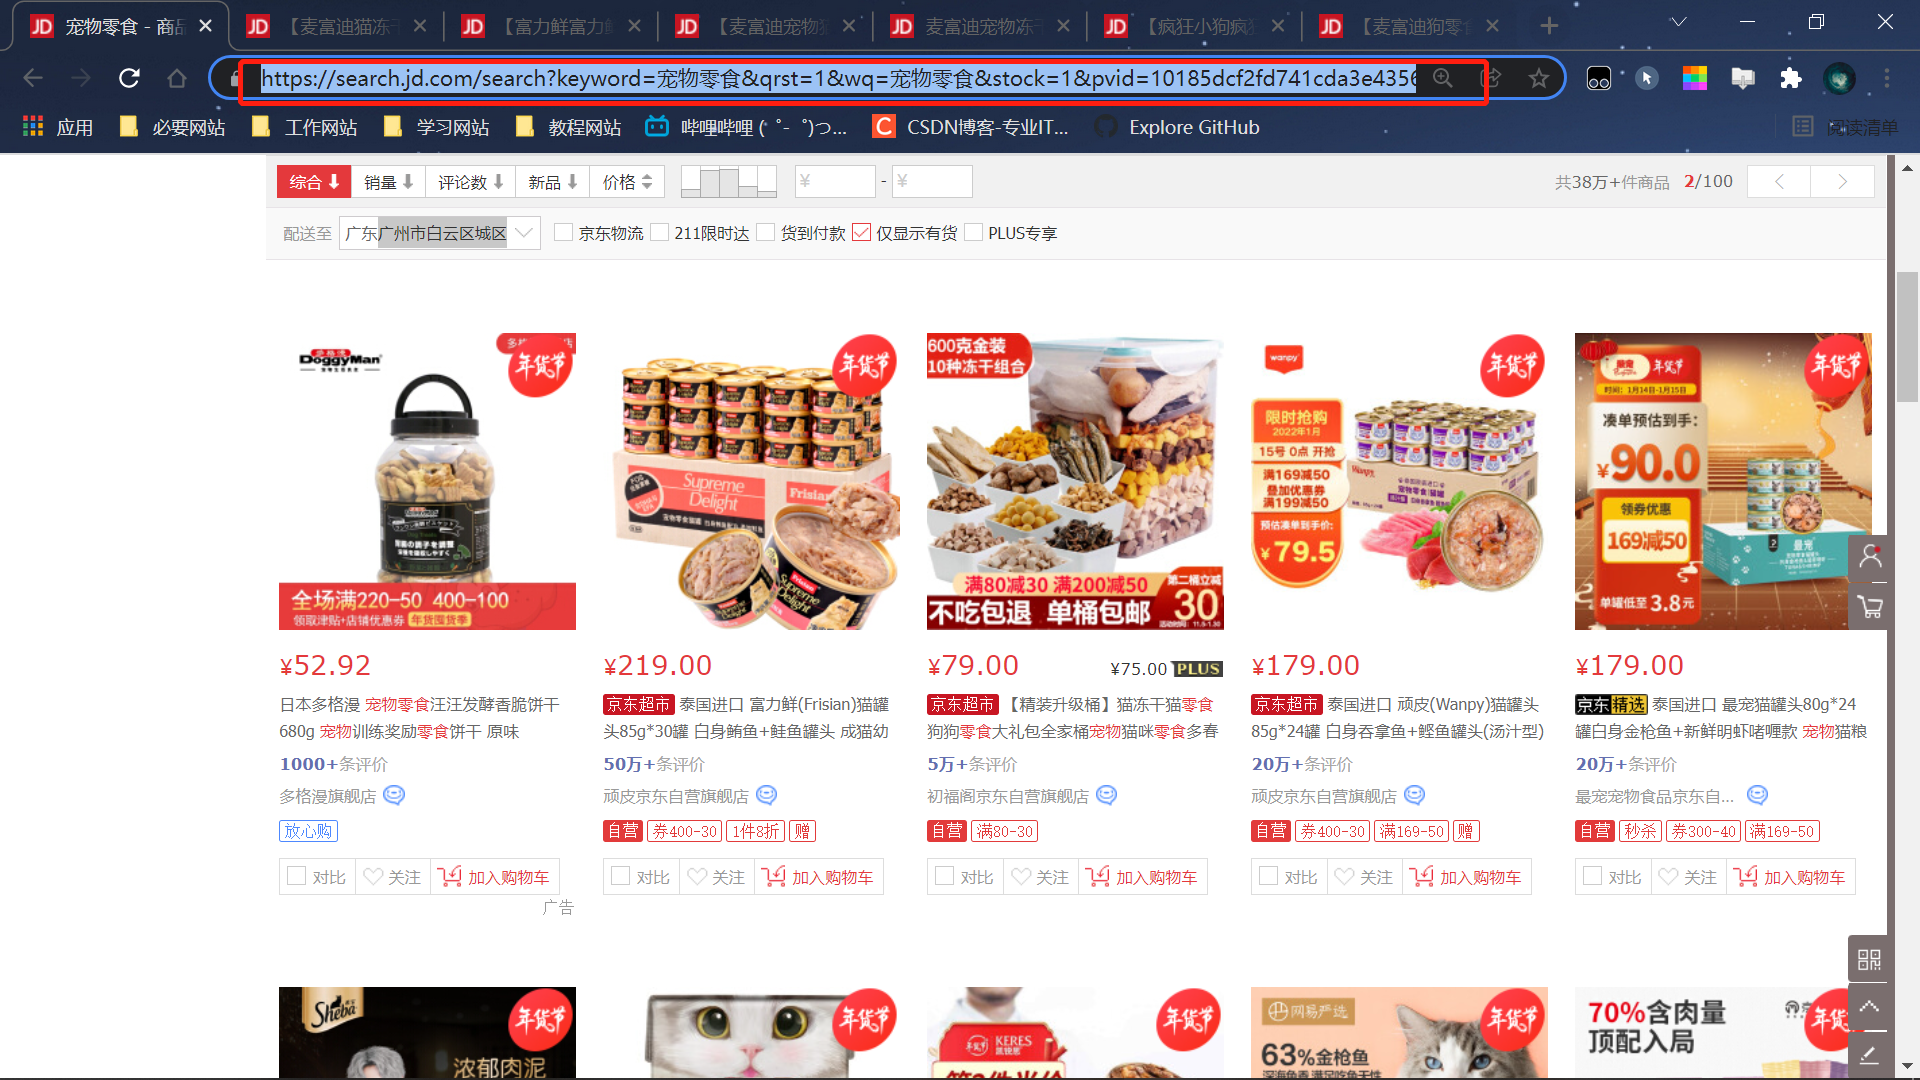 宠物零食 - 商品
【麦富迪猫冻干
【富力鲜富力鲜
【麦富迪宠物猫
麦富迪宠物冻干
【疯狂小狗疯狂
【麦富迪狗零食
https://search.jd.com/search?keyword=宠物零食&qrst=1&wq=宠物零食&stock=1&pvid=10185dcf2fd741cda3e4356
应用 必要网站 工作网站 学习网站 教程网站 哔哩哔哩 (゜-゜)つ... CSDN博客-专业IT... Explore GitHub 阅读清单
综合 销量 评论数 新品 价格 ¥ - ¥ 共38万+件商品 2/100
配送至 广东广州市白云区城区 京东物流 211限时达 货到付款 仅显示有货 PLUS专享
DoggyMan
年货节
全场满220-50 400-100
领取津贴+店铺优惠券 年货囤货季
年货节
Supreme
Delight
Frisian
600克金装
10种冻干组合
满80减30 满200减50
不吃包退 单桶包邮
第二桶立减
30
wanpy
年货节
限时抢购
2022年1月
15号 0点 开抢
满169减50
叠加优惠券
满199减50
预估凑单到手价:
¥79.5
年货节
年货节
时间: 1月14日-1月15日
凑单预估到手:
¥90.0
领券优惠
169减50
单罐低至 3.8元
最宠
¥52.92
日本多格漫 宠物零食汪汪发酵香脆饼干
680g 宠物训练奖励零食饼干 原味
1000+条评价
多格漫旗舰店
放心购
对比 关注 加入购物车
广告
¥219.00
京东超市 泰国进口 富力鲜(Frisian)猫罐
头85g*30罐 白身鲔鱼+鲑鱼罐头 成猫幼
50万+条评价
顽皮京东自营旗舰店
自营 券400-30 1件8折 赠
对比 关注 加入购物车
¥79.00 ¥75.00 PLUS
京东超市 【精装升级桶】猫冻干猫零食
狗狗零食大礼包全家桶宠物猫咪零食多春
5万+条评价
初福阁京东自营旗舰店
自营 满80-30
对比 关注 加入购物车
¥179.00
京东超市 泰国进口 顽皮(Wanpy)猫罐头
85g*24罐 白身吞拿鱼+鲣鱼罐头(汤汁型)
20万+条评价
顽皮京东自营旗舰店
自营 券400-30 满169-50 赠
对比 关注 加入购物车
¥179.00
京东精选 泰国进口 最宠猫罐头80g*24
罐白身金枪鱼+新鲜明虾啫喱款 宠物猫粮
20万+条评价
最宠宠物食品京东自...
自营 秒杀 券300-40 满169-50
对比 关注 加入购物车
Sheba
年货节
浓郁肉泥
年货节
年货节
KERES
年货节
网易严选
年货节
63%金枪鱼
70%含肉量
顶配入局